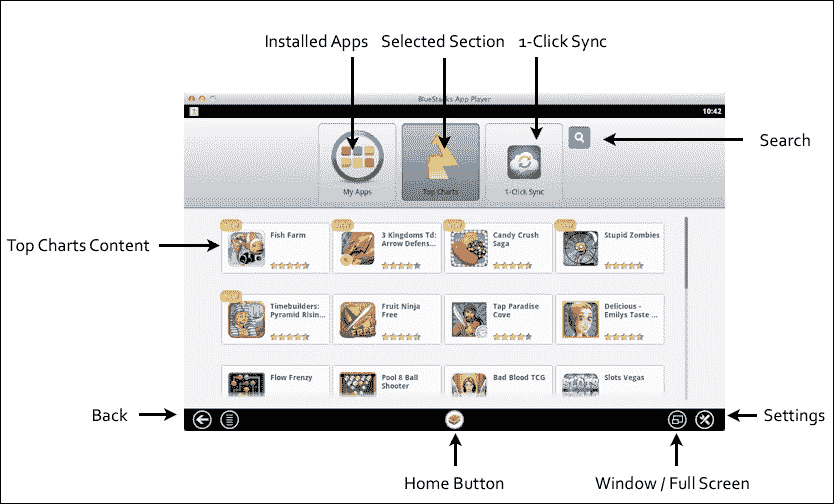 Installed Apps Selected Section 1-Click Sync
BlueStacks App Player
10:42
Search
My Apps Top Charts 1-Click Sync
Top Charts Content
Fish Farm
3 Kingdoms Td:
Arrow Defens...
Candy Crush
Saga
Stupid Zombies
Timebuilders:
Pyramid Risin...
Fruit Ninja
Free
Tap Paradise
Cove
Delicious -
Emilys Taste ...
Flow Frenzy
Pool 8 Ball
Shooter
Bad Blood TCG
Slots Vegas
SLOTS
Back
Settings
Home Button
Window / Full Screen